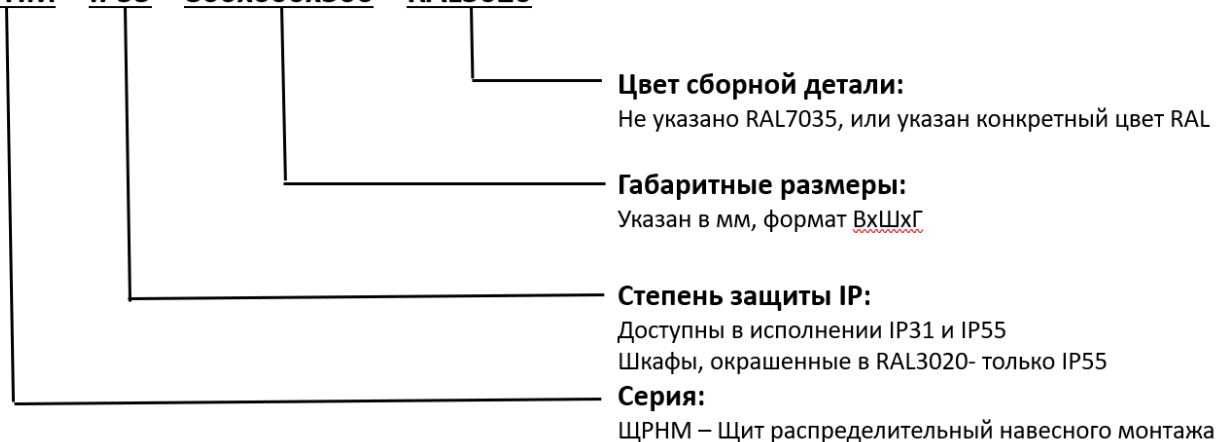 Цвет сборной детали:
Не указано RAL7035, или указан конкретный цвет RAL
Габаритные размеры:
Указан в мм, формат ВхШхГ
Степень защиты IP:
Доступны в исполнении IP31 и IP55
Шкафы, окрашенные в RAL3020- только IP55
Серия:
ЩРНМ – Щит распределительный навесного монтажа